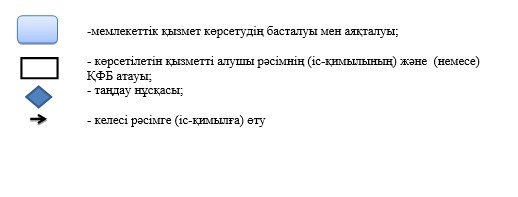 -мемлекеттік қызмет көрсетудің басталуы мен аяқталуы;
- көрсетілетін қызметті алушы рәсімнің (іс-қимылының) және (немесе)
ҚФБ атауы;
- таңдау нұсқасы;
- келесі рәсімге (іс-қимылға) өту